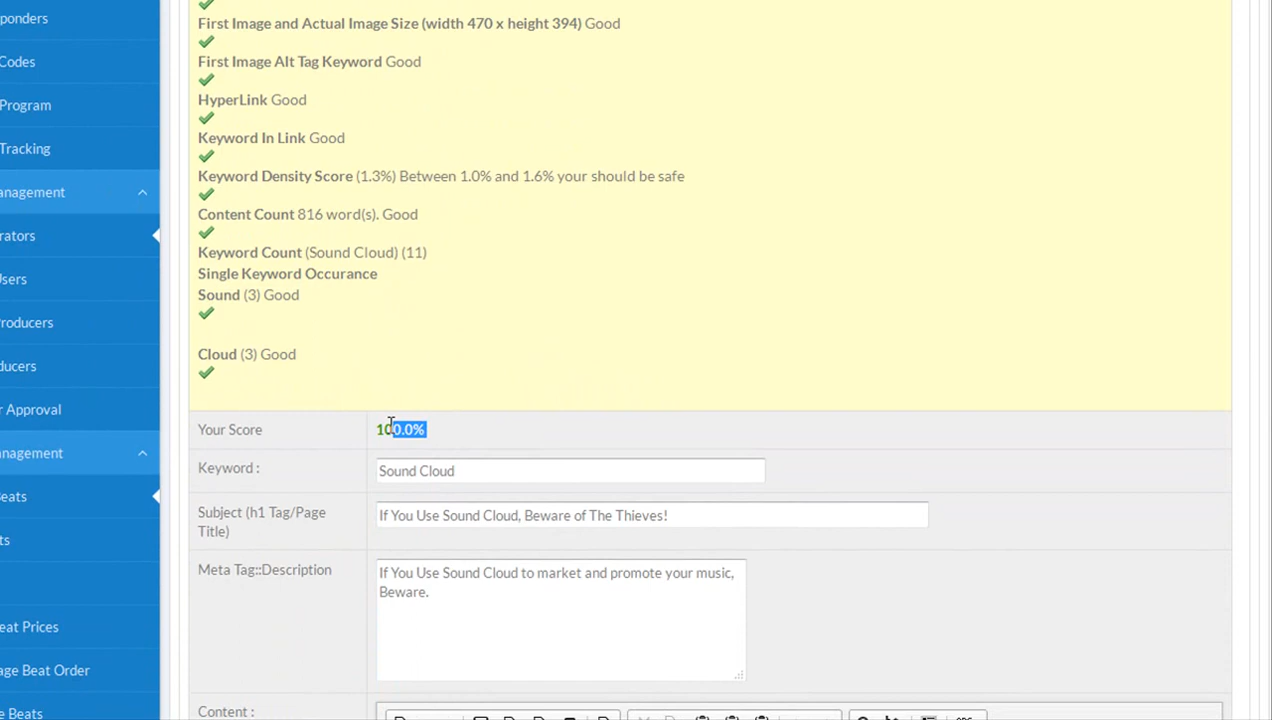 ponders
Codes
Program
Tracking
anagement
rators
Users
Producers
ducers
r Approval
anagement
Beats
ts
eat Prices
age Beat Order
e Beats
First Image and Actual Image Size (width 470 x height 394) Good
First Image Alt Tag Keyword Good
HyperLink Good
Keyword In Link Good
Keyword Density Score (1.3%) Between 1.0% and 1.6% your should be safe
Content Count 816 word(s). Good
Keyword Count (Sound Cloud) (11)
Single Keyword Occurance
Sound (3) Good
Cloud (3) Good
Your Score
100.0%
Keyword :
Sound Cloud
Subject (h1 Tag/Page
Title)
If You Use Sound Cloud, Beware of The Thieves!
Meta Tag::Description
If You Use Sound Cloud to market and promote your music,
Beware.
Content :